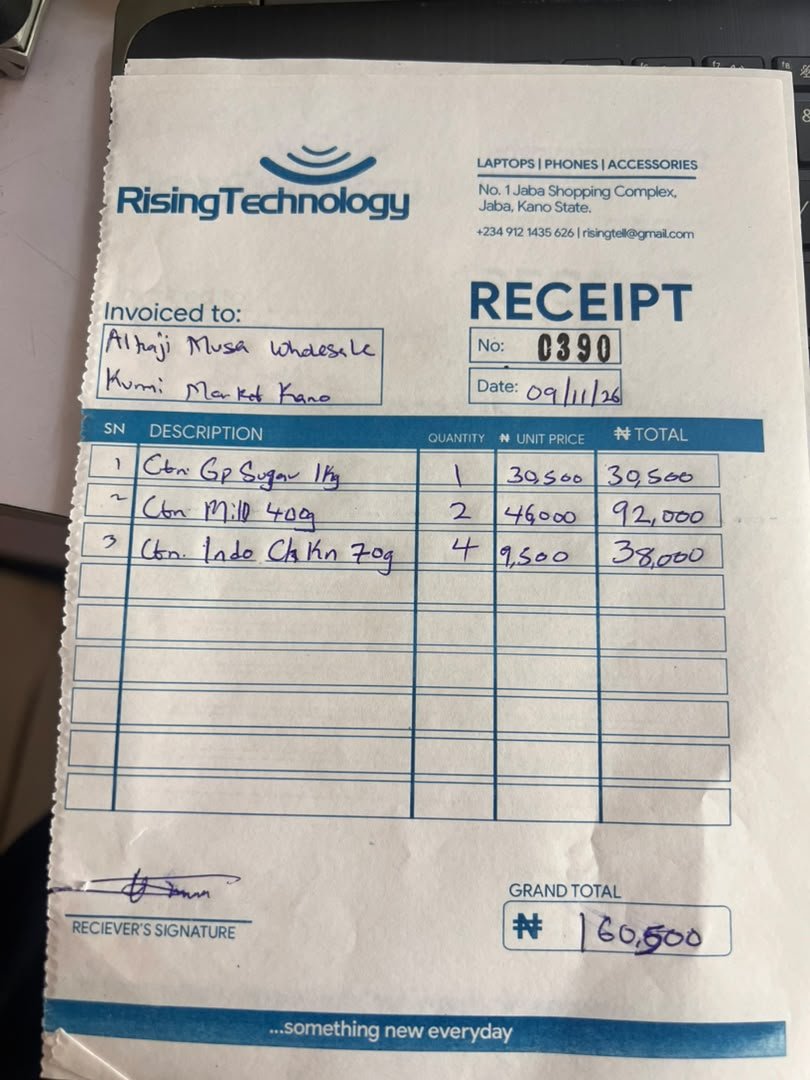 RisingTechnology
LAPTOPS | PHONES | ACCESSORIES
No. 1 Jaba Shopping Complex,
Jaba, Kano State.
+234 912 1435 626 | risingtell@gmail.com
RECEIPT
Invoiced to:
Alhaji Musa Wholesale
Kurmi Market Kano
No: 0390
Date: 09/11/26
SN DESCRIPTION QUANTITY ₦ UNIT PRICE ₦ TOTAL
1 Ctn. Gp Sugar 1Kg 1 30,500 30,500
2 Ctn 400g 2 46,000 92,000
3 Ctn. Indo Kn 70g 4 9,500 38,000
RECIEVER'S SIGNATURE
GRAND TOTAL
₦ 160,500
...something new everyday